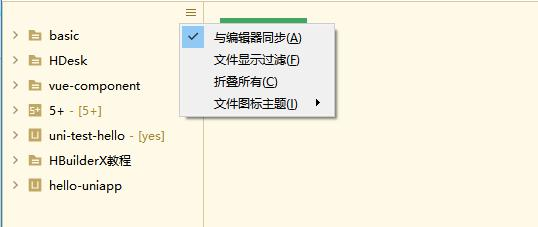 basic
HDesk
vue-component
5+ - [5+]
uni-test-hello - [yes]
HBuilderX教程
hello-uniapp
与编辑器同步(A)
文件显示过滤(F)
折叠所有(C)
文件图标主题(I)